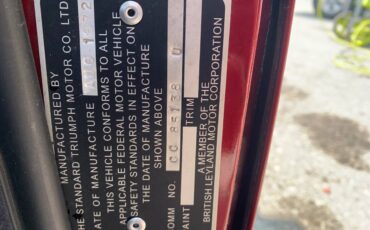 MANUFACTURED BY
THE STANDARD TRIUMPH MOTOR CO. LTD
DATE OF MANUFACTURE
THIS VEHICLE CONFORMS TO ALL
APPLICABLE FEDERAL MOTOR VEHICLE
SAFETY STANDARDS IN EFFECT ON
THE DATE OF MANUFACTURE
SHOWN ABOVE
COMM NO. CC 85138 U
PAINT TRIM
A MEMBER OF THE
BRITISH LEYLAND MOTOR CORPORATION